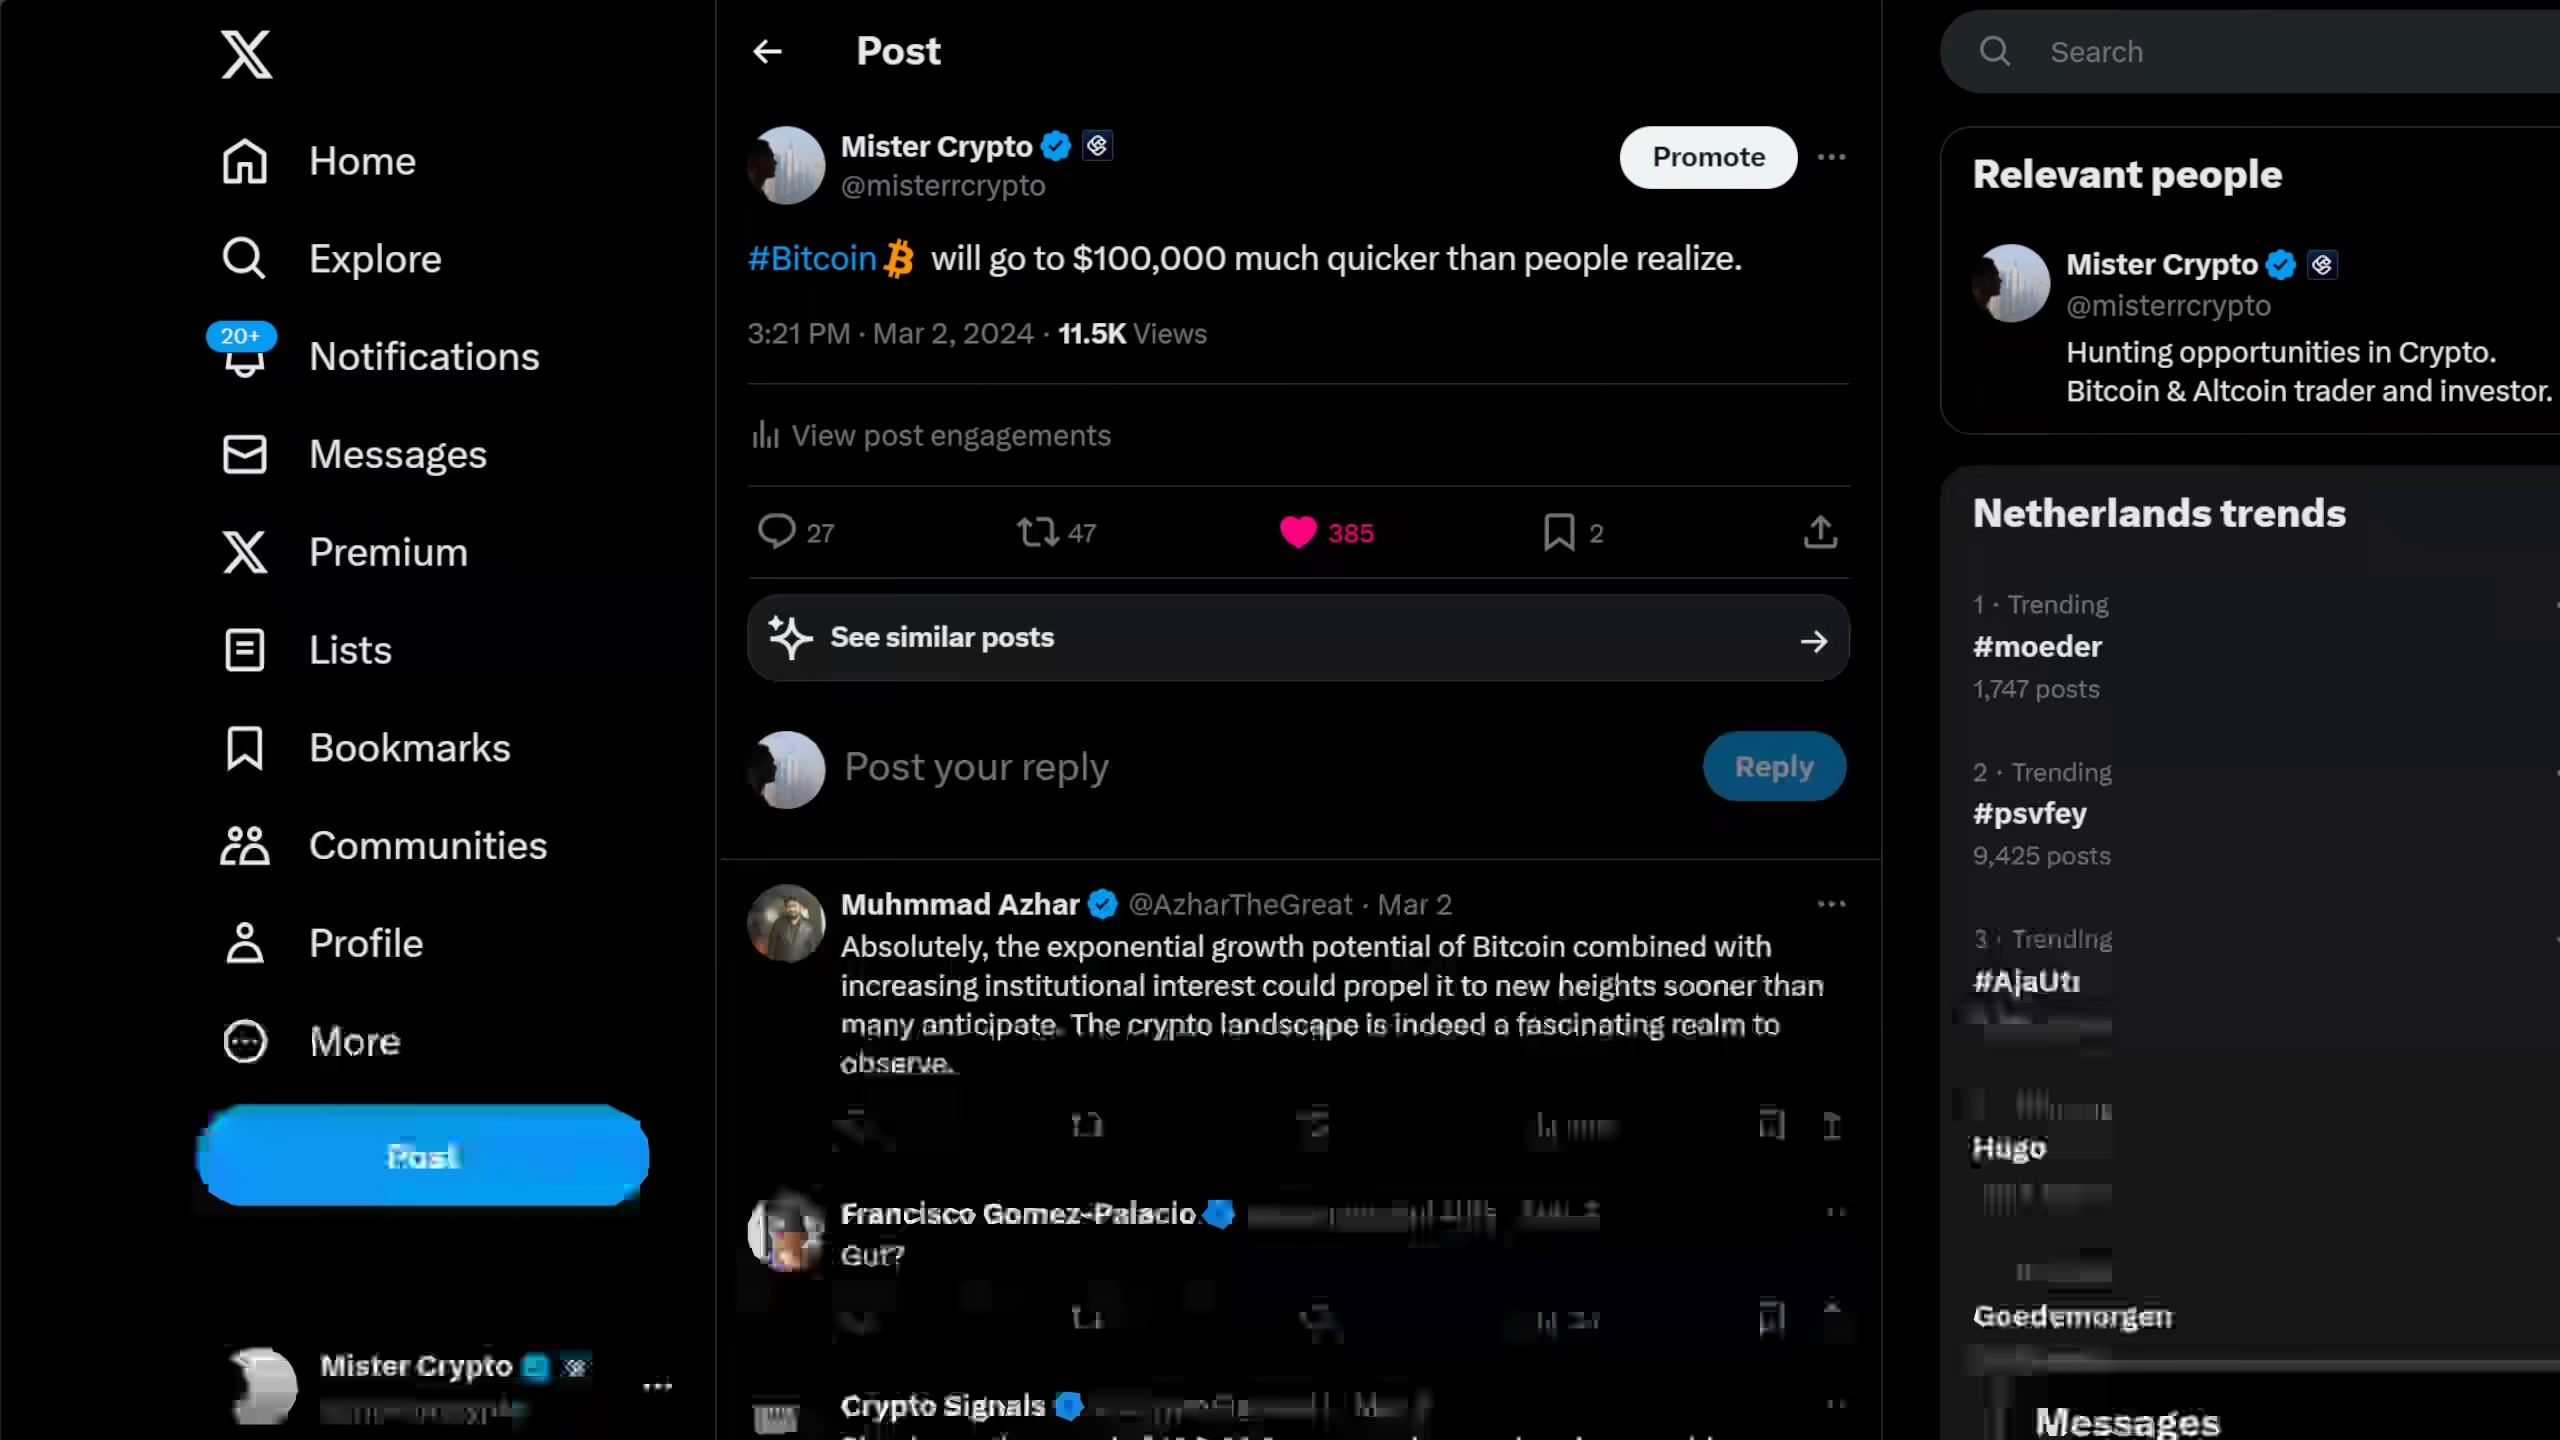 Home
Explore
20+
Notifications
Messages
Premium
Lists
Bookmarks
Communities
Profile
More
Post
Mister Crypto
Post
Mister Crypto
@misterrcrypto
Promote
#Bitcoin will go to $100,000 much quicker than people realize.
3:21 PM · Mar 2, 2024 · 11.5K Views
View post engagements
27 47 385 2
See similar posts
Post your reply
Reply
Muhmmad Azhar @AzharTheGreat · Mar 2
Absolutely, the exponential growth potential of Bitcoin combined with
increasing institutional interest could propel it to new heights sooner than
many anticipate. The crypto landscape is indeed a fascinating realm to
observe.
Francisco Gomez-Palacio
Crypto Signals
Search
Relevant people
Mister Crypto
@misterrcrypto
Hunting opportunities in Crypto.
Bitcoin & Altcoin trader and investor.
Netherlands trends
1 · Trending
#moeder
1,747 posts
2 · Trending
#psvfey
9,425 posts
3 · Trending
Hugo
Goedemorgen
Messages